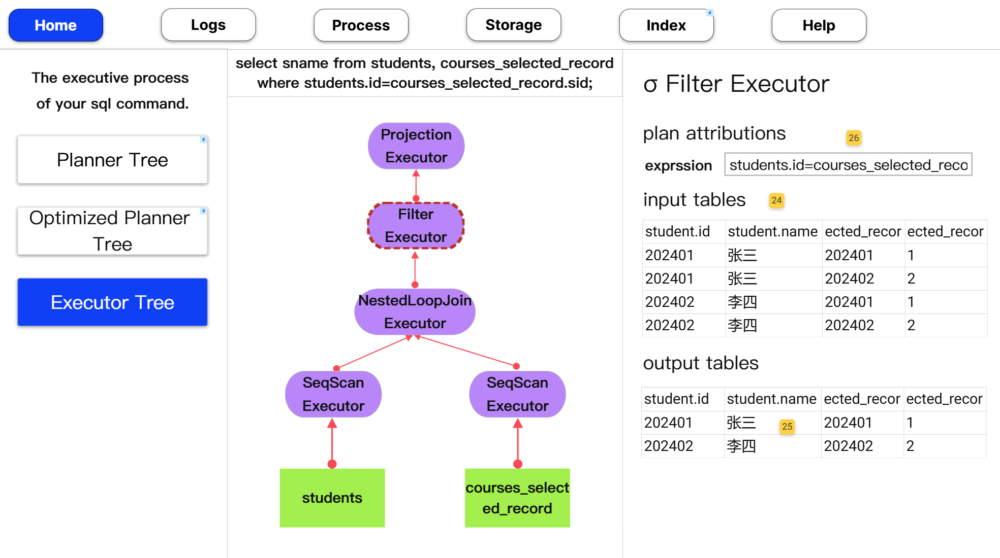 Home
Logs
Process
Storage
Index
Help
The executive process
of your sql command.
Planner Tree
Optimized Planner
Tree
Executor Tree
select sname from students, courses_selected_record
where students.id=courses_selected_record.sid;
Projection
Executor
Filter
Executor
NestedLoopJoin
Executor
SeqScan
Executor
SeqScan
Executor
students
courses_select
ed_record
σ Filter Executor
plan attributions
26
exprssion
students.id=courses_selected_reco
input tables
24
student.id student.name ected_recor ected_recor
202401 张三 202401 1
202401 张三 202402 2
202402 李四 202401 1
202402 李四 202402 2
output tables
student.id student.name ected_recor ected_recor
202401 张三 202401 1
25
202402 李四 202402 2